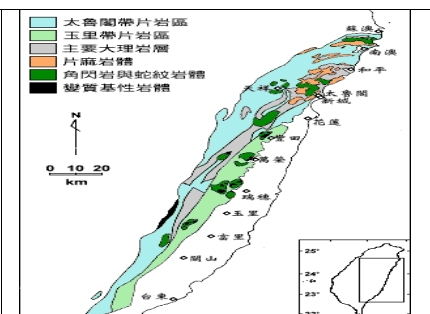 太魯閣帶片岩區
玉里帶片岩區
主要大理岩層
片麻岩體
角閃岩與蛇紋岩體
變質基性岩體
N
0 10 20
km
蘇澳
南澳
和平
天祥
太魯閣
新城
花蓮
豐田
萬榮
瑞穗
玉里
富里
關山
台東
25°
24°
23°